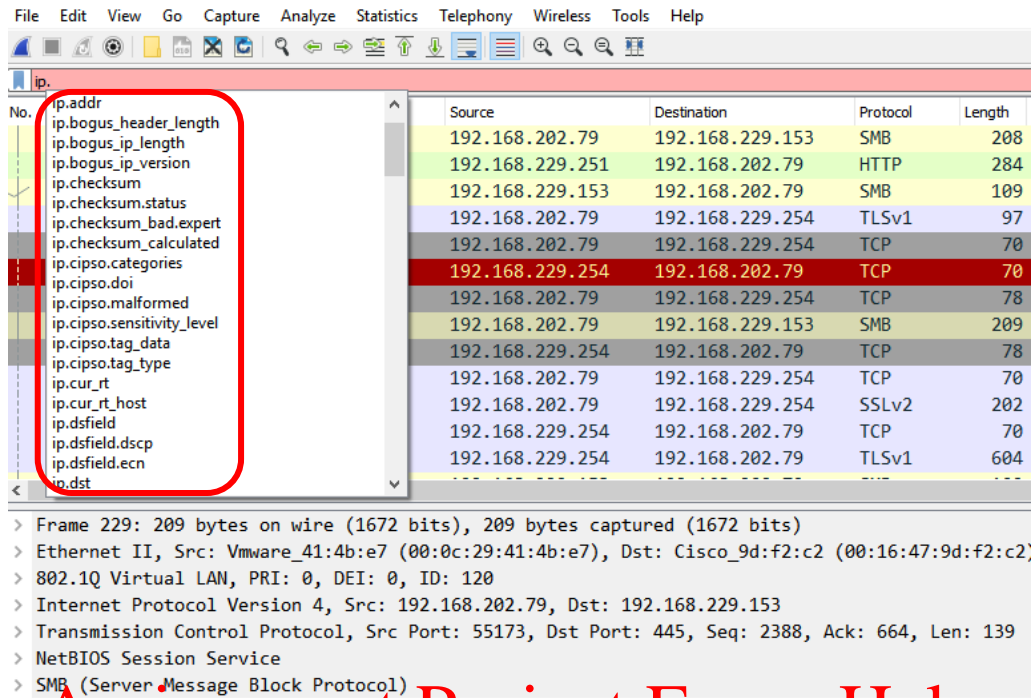 File Edit View Go Capture Analyze Statistics Telephony Wireless Tools Help
ip.
No. Source Destination Protocol Length
ip.addr
ip.bogus_header_length
ip.bogus_ip_length
ip.bogus_ip_version
ip.checksum
ip.checksum.status
ip.checksum_bad.expert
ip.checksum_calculated
ip.cipso.categories
ip.cipso.doi
ip.cipso.malformed
ip.cipso.sensitivity_level
ip.cipso.tag_data
ip.cipso.tag_type
ip.cur_rt
ip.cur_rt_host
ip.dsfield
ip.dsfield.dscp
ip.dsfield.ecn
ip.dst
192.168.202.79 192.168.229.153 SMB 208
192.168.229.251 192.168.202.79 HTTP 284
192.168.229.153 192.168.202.79 SMB 109
192.168.202.79 192.168.229.254 TLSv1 97
192.168.202.79 192.168.229.254 TCP 70
192.168.229.254 192.168.202.79 TCP 70
192.168.202.79 192.168.229.254 TCP 78
192.168.202.79 192.168.229.153 SMB 209
192.168.229.254 192.168.202.79 TCP 78
192.168.202.79 192.168.229.254 TCP 70
192.168.202.79 192.168.229.254 SSLv2 202
192.168.229.254 192.168.202.79 TCP 70
192.168.229.254 192.168.202.79 TLSv1 604
> Frame 229: 209 bytes on wire (1672 bits), 209 bytes captured (1672 bits)
> Ethernet II, Src: Vmware_41:4b:e7 (00:0c:29:41:4b:e7), Dst: Cisco_9d:f2:c2 (00:16:47:9d:f2:c2)
> 802.1Q Virtual LAN, PRI: 0, DEI: 0, ID: 120
> Internet Protocol Version 4, Src: 192.168.202.79, Dst: 192.168.229.153
> Transmission Control Protocol, Src Port: 55173, Dst Port: 445, Seq: 2388, Ack: 664, Len: 139
> NetBIOS Session Service
> SMB (Server Message Block Protocol)